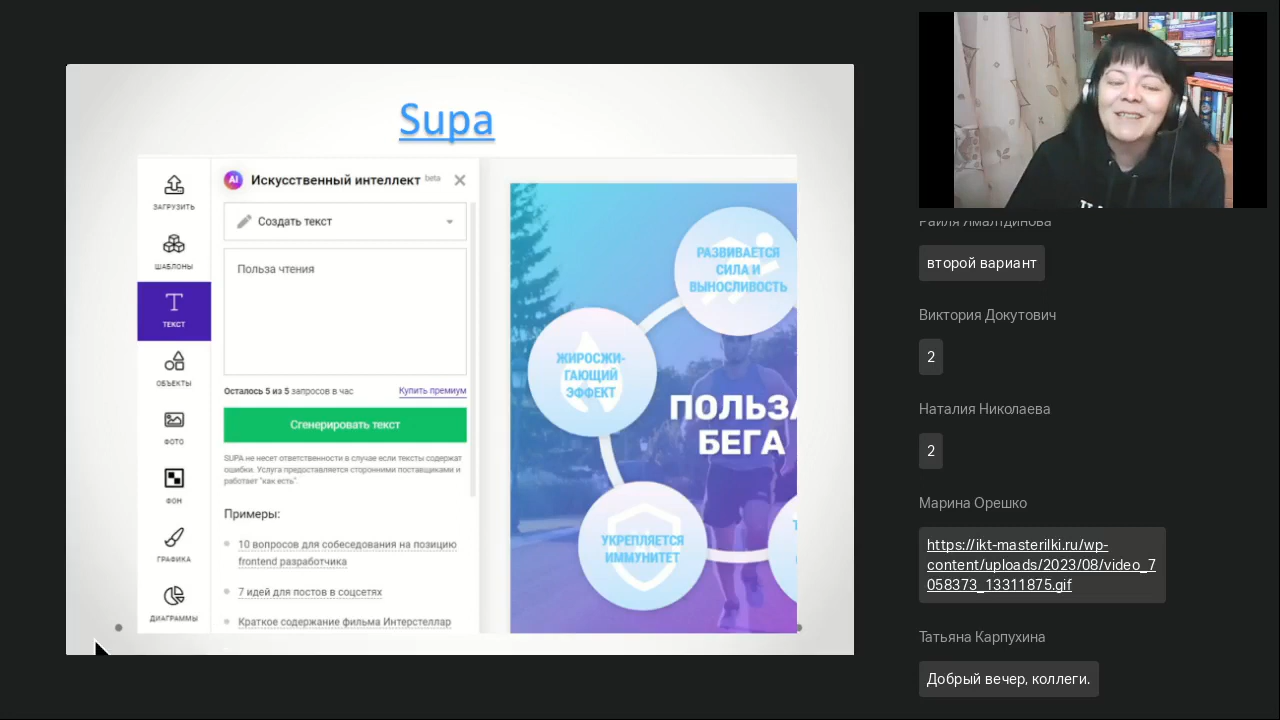 Supa
ЗАГРУЗИТЬ
ШАБЛОНЫ
ТЕКСТ
ОБЪЕКТЫ
ФОТО
ФОН
ГРАФИКА
ДИАГРАММЫ
AI Искусственный интеллект beta
Создать текст
Польза чтения
Осталось 5 из 5 запросов в час Купить премиум
Сгенерировать текст
SUPA не несет ответственности в случае если тексты содержат
ошибки. Услуга предоставляется сторонними поставщиками и
работает "как есть".
Примеры:
10 вопросов для собеседования на позицию
frontend разработчика
7 идей для постов в соцсетях
Краткое содержание фильма Интерстеллар
РАЗВИВАЕТСЯ
СИЛА И
ВЫНОСЛИВОСТЬ
ЖИРОСЖИ-
ГАЮЩИЙ
ЭФФЕКТ
ПОЛЬЗА
БЕГА
УКРЕПЛЯЕТСЯ
ИММУНИТЕТ
Раиля Ямалтдинова
второй вариант
Виктория Докутович
2
Наталия Николаева
2
Марина Орешко
https://ikt-masterilki.ru/wp-
content/uploads/2023/08/video_7
058373_13311875.gif
Татьяна Карпухина
Добрый вечер, коллеги.